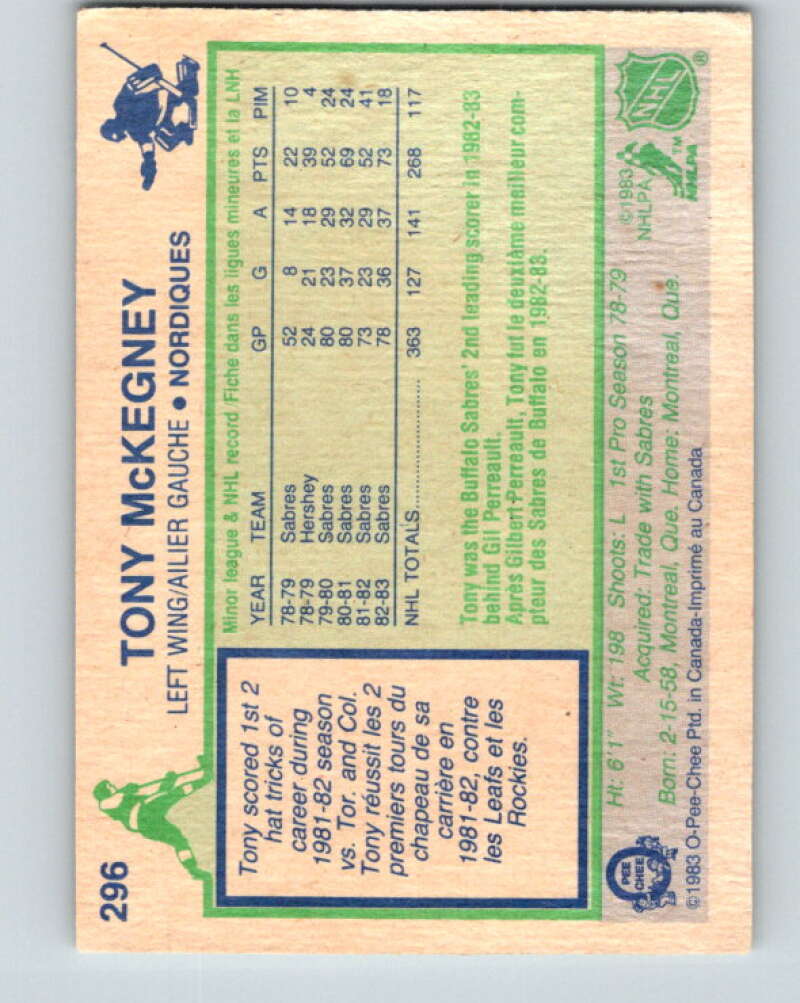 296
TONY McKEGNEY
LEFT WING/AILIER GAUCHE • NORDIQUES
Tony scored 1st 2
hat tricks of
career during
1981-82 season
vs. Tor. and Col.
Tony réussit les 2
premiers tours du
chapeau de sa
carrière en
1981-82, contre
les Leafs et les
Rockies.
Minor league & NHL record/Fiche dans les ligues mineures et la LNH
YEAR TEAM GP G A PTS PIM
78-79 Sabres 52 8 14 22 10
78-79 Hershey 24 21 18 39 4
79-80 Sabres 80 23 29 52 24
80-81 Sabres 80 37 32 69 24
81-82 Sabres 73 23 29 52 41
82-83 Sabres 78 36 37 73 18
NHL TOTALS 363 127 141 268 117
Tony was the Buffalo Sabres' 2nd leading scorer in 1982-83
behind Gil Perreault.
Après Gilbert Perreault, Tony fut le deuxième meilleur com-
pteur des Sabres de Buffalo en 1982-83.
Ht: 6'1" Wt: 198 Shoots: L 1st Pro Season 78-79
Acquired: Trade with Sabres
Born: 2-15-58, Montreal, Que. Home: Montreal, Que.
©1983 O-Pee-Chee Ptd. in Canada-Imprimé au Canada
O PEE CHEE
©1983
NHLPA
NHL ®
NHLPA ™